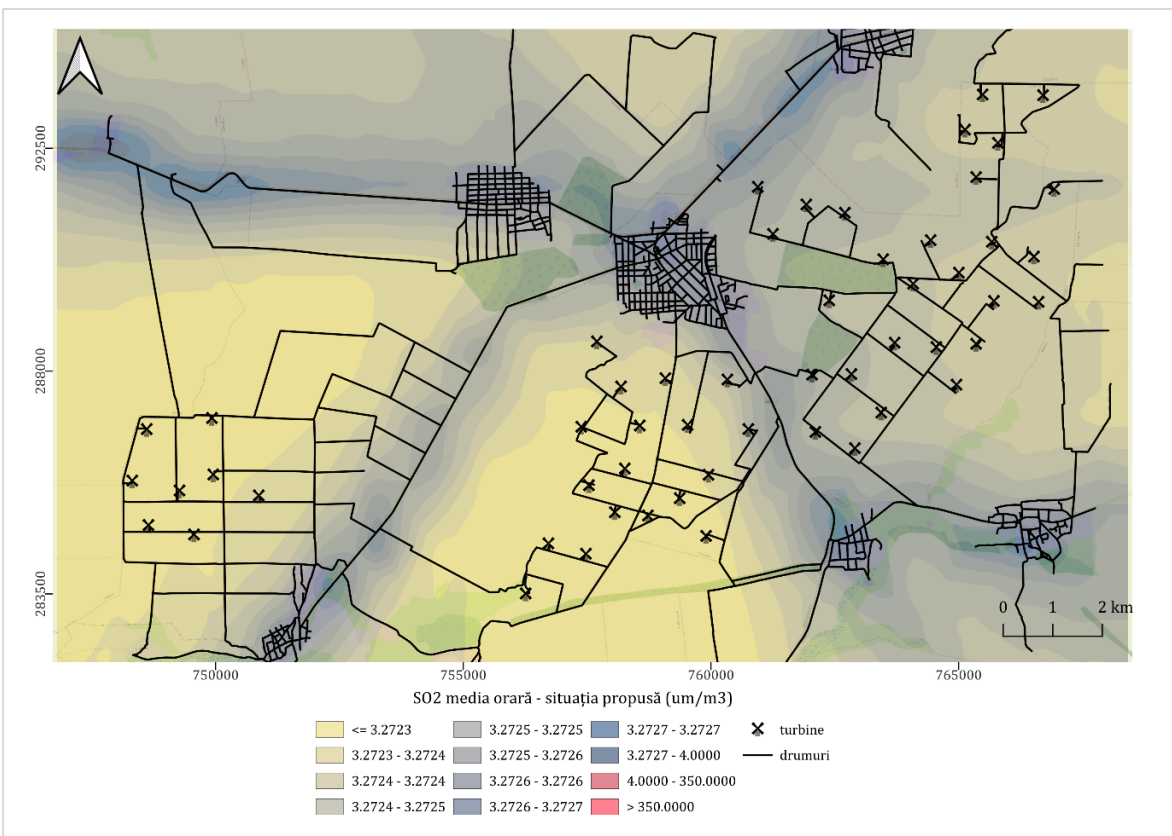 292500
288000
283500
0 1 2 km
750000 755000 760000 765000
SO2 media orară - situația propusă (um/m3)
<= 3.2723
3.2723 - 3.2724
3.2724 - 3.2724
3.2724 - 3.2725
3.2725 - 3.2725
3.2725 - 3.2726
3.2726 - 3.2726
3.2726 - 3.2727
3.2727 - 3.2727
3.2727 - 4.0000
4.0000 - 350.0000
> 350.0000
turbine
drumuri